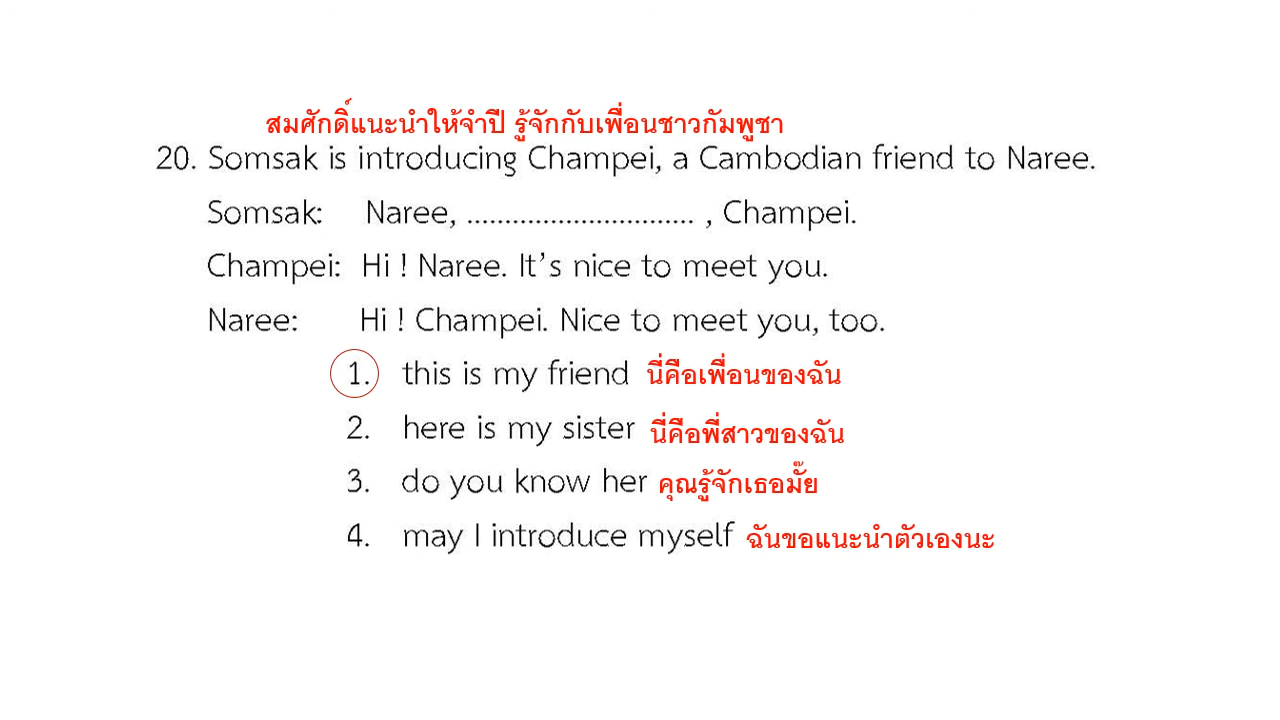 สมศักดิ์แนะนำให้จำปี รู้จักกับเพื่อนชาวกัมพูชา
20. Somsak is introducing Champei, a Cambodian friend to Naree.
Somsak: Naree, .............................. , Champei.
Champei: Hi ! Naree. It’s nice to meet you.
Naree: Hi ! Champei. Nice to meet you, too.
1. this is my friend นี่คือเพื่อนของฉัน
2. here is my sister นี่คือพี่สาวของฉัน
3. do you know her คุณรู้จักเธอมั๊ย
4. may I introduce myself ฉันขอแนะนำตัวเองนะ